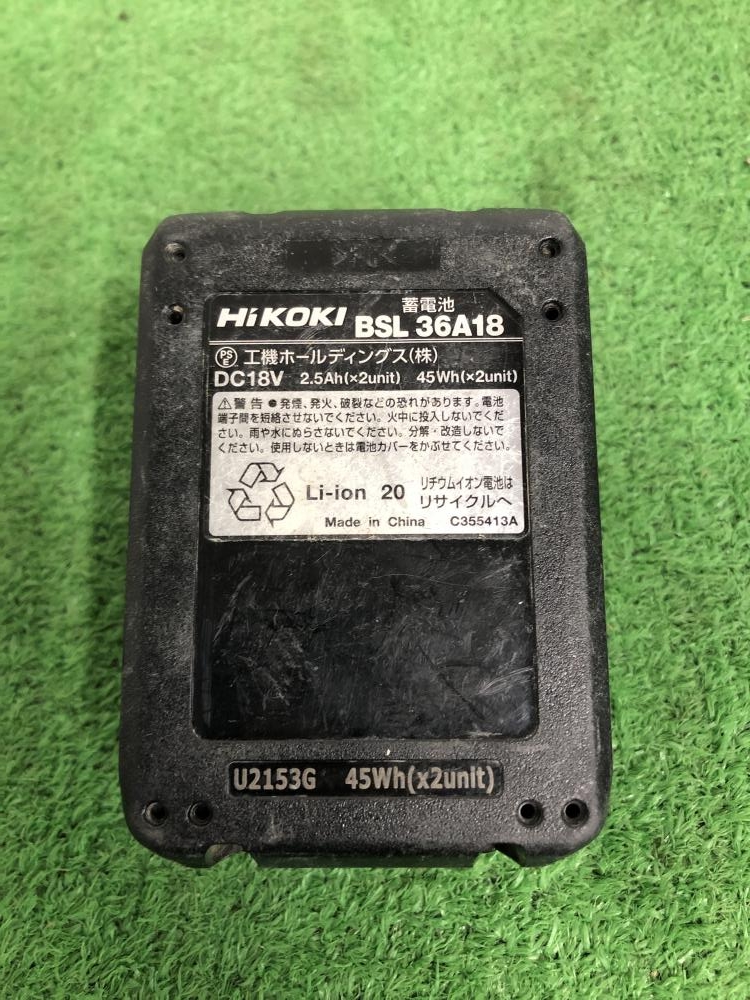 HiKOKI 蓄電池 BSL 36A18
PSE 工機ホールディングス(株)
DC18V 2.5Ah(×2unit) 45Wh(×2unit)
⚠警告 ●発煙、発火、破裂などの恐れがあります。電池
端子間を短絡させないでください。火中に投入しないでくだ
さい。雨や水にぬらさないでください。分解・改造しないで
ください。使用しないときは電池カバーをかぶせてください。
Li-ion 20 リチウムイオン電池は
リサイクルへ
Made in China C355413A
U2153G 45Wh(x2unit)